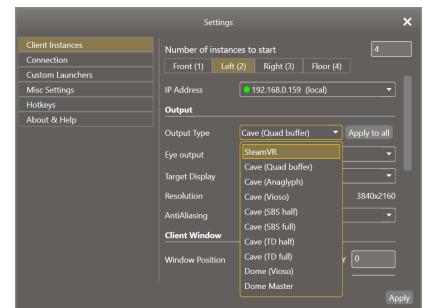 Settings
Client Instances
Connection
Custom Launchers
Misc Settings
Hotkeys
About & Help
Number of instances to start 4
Front (1) Left (2) Right (3) Floor (4)
IP Address 192.168.0.159 (local)
Output
Output Type Cave (Quad buffer) Apply to all
Eye output
Target Display
Resolution 3840x2160
AntiAliasing
Client Window
Window Position Y 0
SteamVR
Cave (Quad buffer)
Cave (Anaglyph)
Cave (Vioso)
Cave (SBS half)
Cave (SBS full)
Cave (TD half)
Cave (TD full)
Dome (Vioso)
Dome Master
Apply